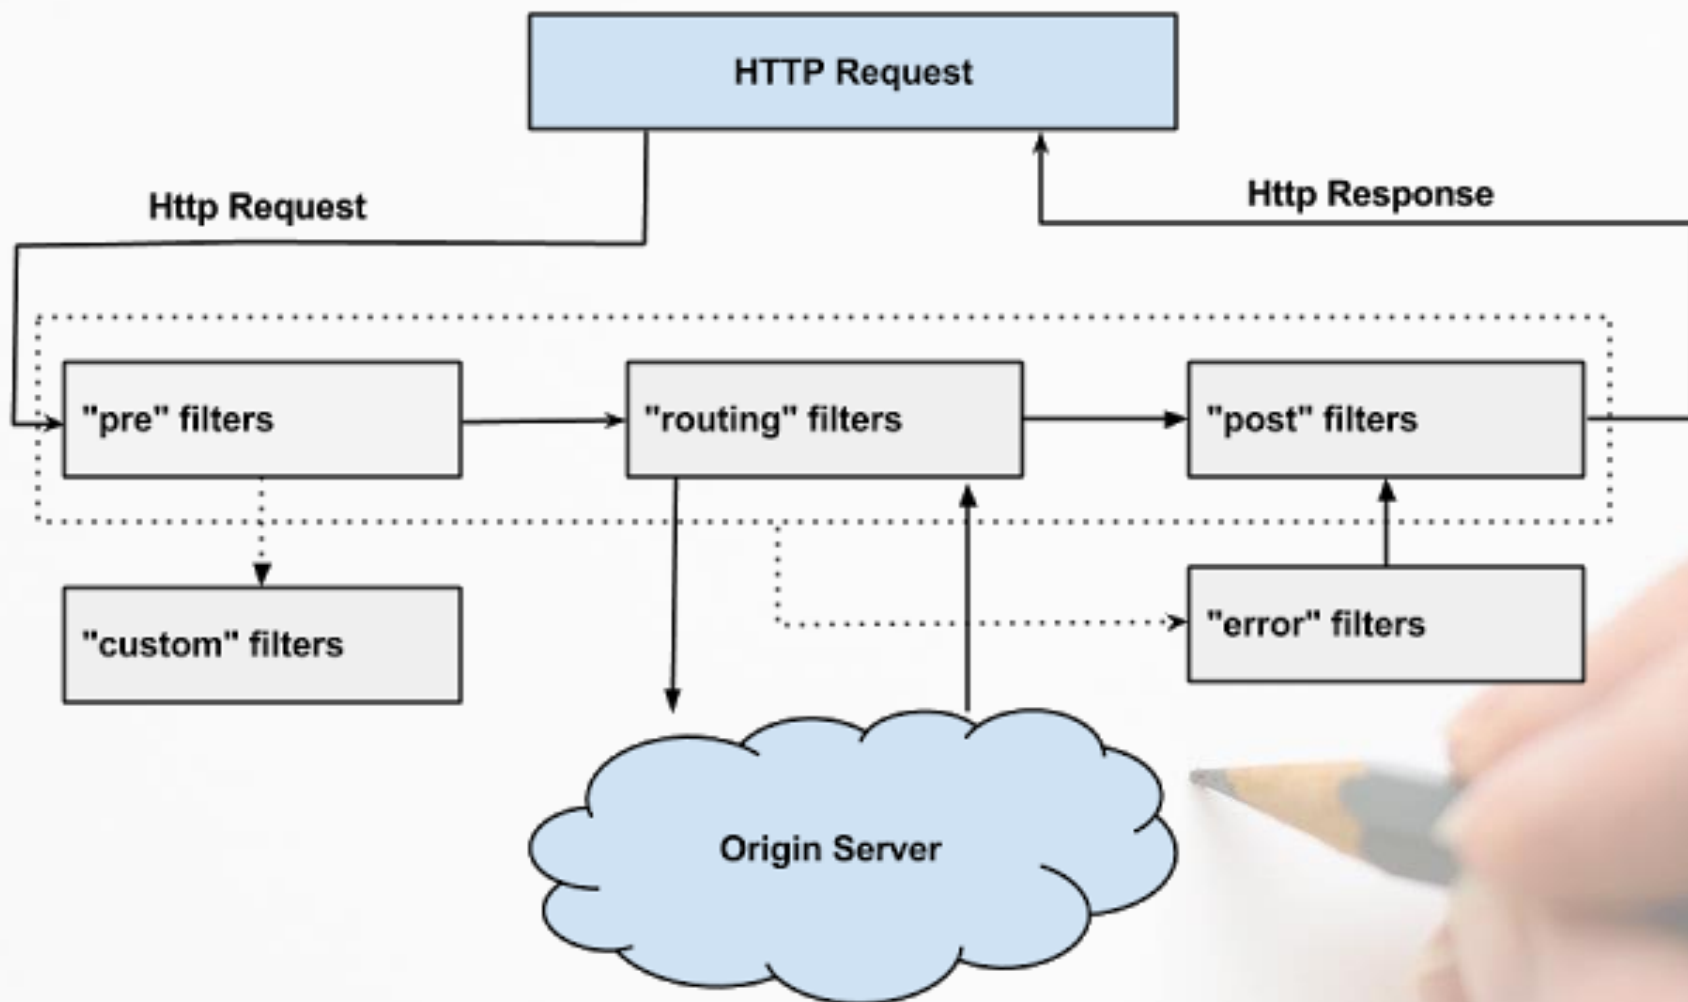 HTTP Request
Http Request
Http Response
"pre" filters
"routing" filters
"post" filters
"custom" filters
"error" filters
Origin Server